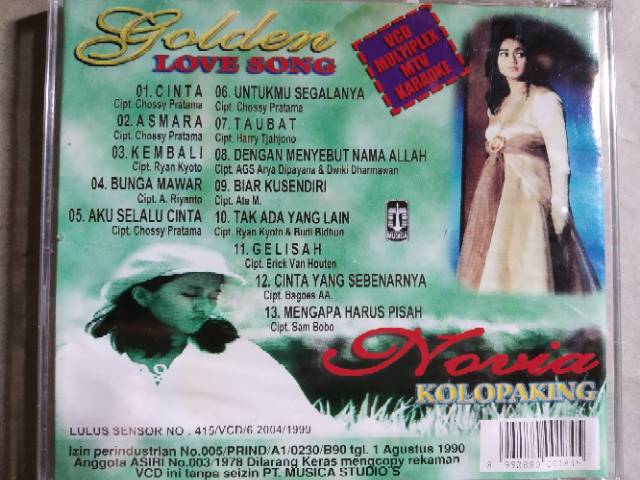 Golden
LOVE SONG
VCD
MULTIPLEX
MTV
KARAOKE
01. CINTA
Cipt. Chossy Pratama
02. ASMARA
Cipt. Chossy Pratama
03. KEMBALI
Cipt. Ryan Kyoto
04. BUNGA MAWAR
Cipt. A. Riyanto
05. AKU SELALU CINTA
Cipt. Chossy Pratama
06. UNTUKMU SEGALANYA
Cipt. Chossy Pratama
07. TAUBAT
Cipt. Harry Tjahjono
08. DENGAN MENYEBUT NAMA ALLAH
Cipt. AGS Arya Dipayana & Dwiki Dharmawan
09. BIAR KUSENDIRI
Cipt. Ate M.
10. TAK ADA YANG LAIN
Cipt. Ryan Kyoto & Budi Bidhun
11. GELISAH
Cipt. Erick Van Houten
12. CINTA YANG SEBENARNYA
Cipt. Bagoes AA.
13. MENGAPA HARUS PISAH
Cipt. Sam Bobo
MUSICA
Novia
KOLOPAKING
LULUS SENSOR NO. 415/VCD/6 2004/1999
Izin perindustrian No.005/PRIND/A1/0230/B90 tgl. 1 Agustus 1990
Anggota ASIRI No.003/1978 Dilarang Keras mengcopy rekaman
VCD ini tanpa seizin PT. MUSICA STUDIO'S